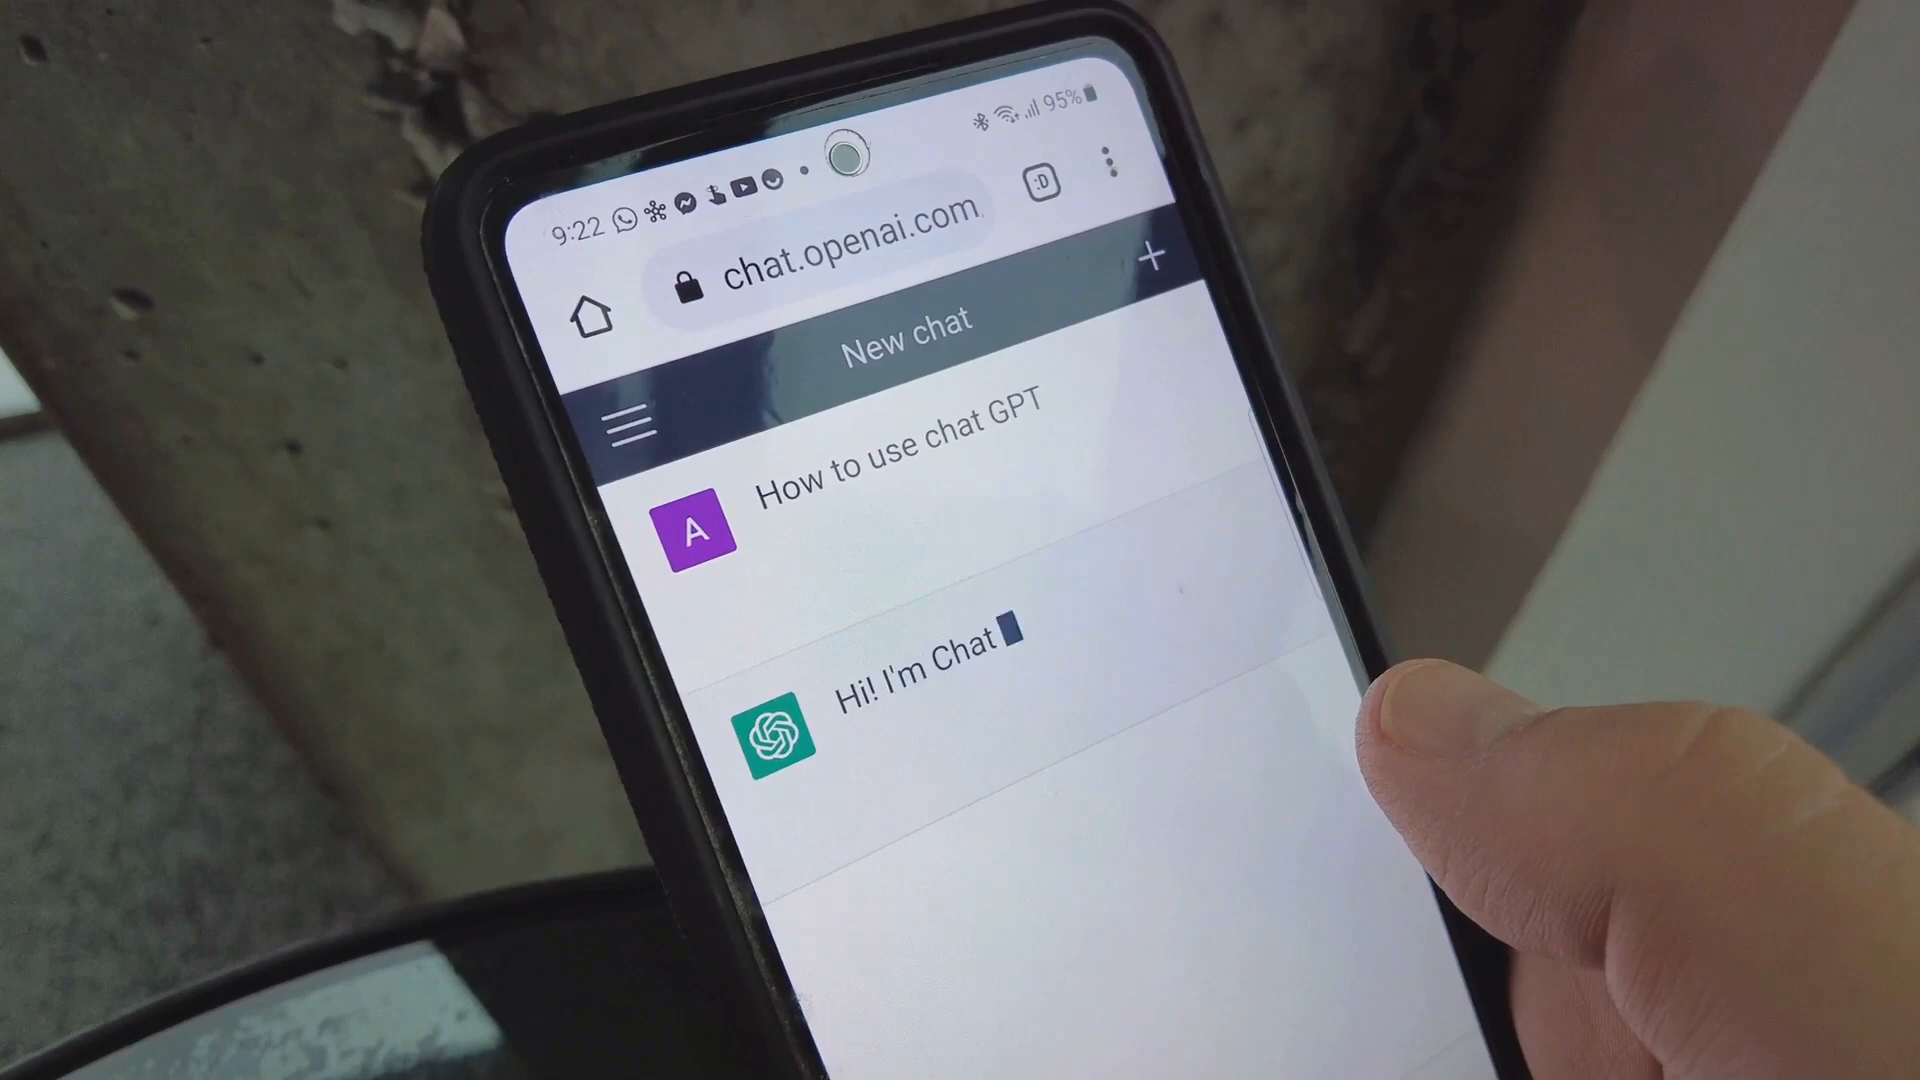 9:22 95%
chat.openai.com :D
New chat +
How to use chat GPT
A
Hi! I'm Chat